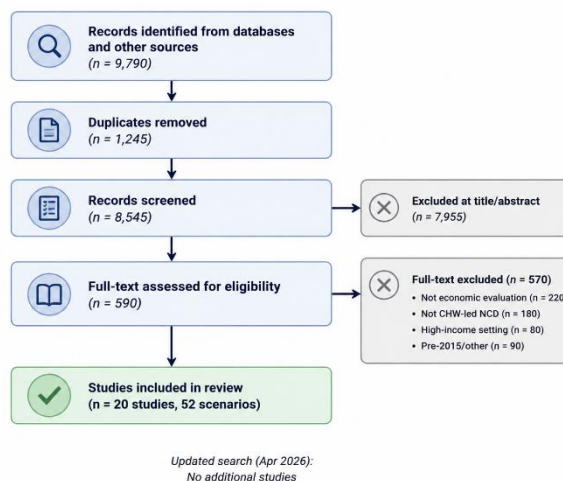 Records identified from databases
and other sources
(n = 9,790)
Duplicates removed
(n = 1,245)
Records screened
(n = 8,545)
Excluded at title/abstract
(n = 7,955)
Full-text assessed for eligibility
(n = 590)
Full-text excluded (n = 570)
• Not economic evaluation (n = 220
• Not CHW-led NCD (n = 180)
• High-income setting (n = 80)
• Pre-2015/other (n = 90)
Studies included in review
(n = 20 studies, 52 scenarios)
Updated search (Apr 2026):
No additional studies